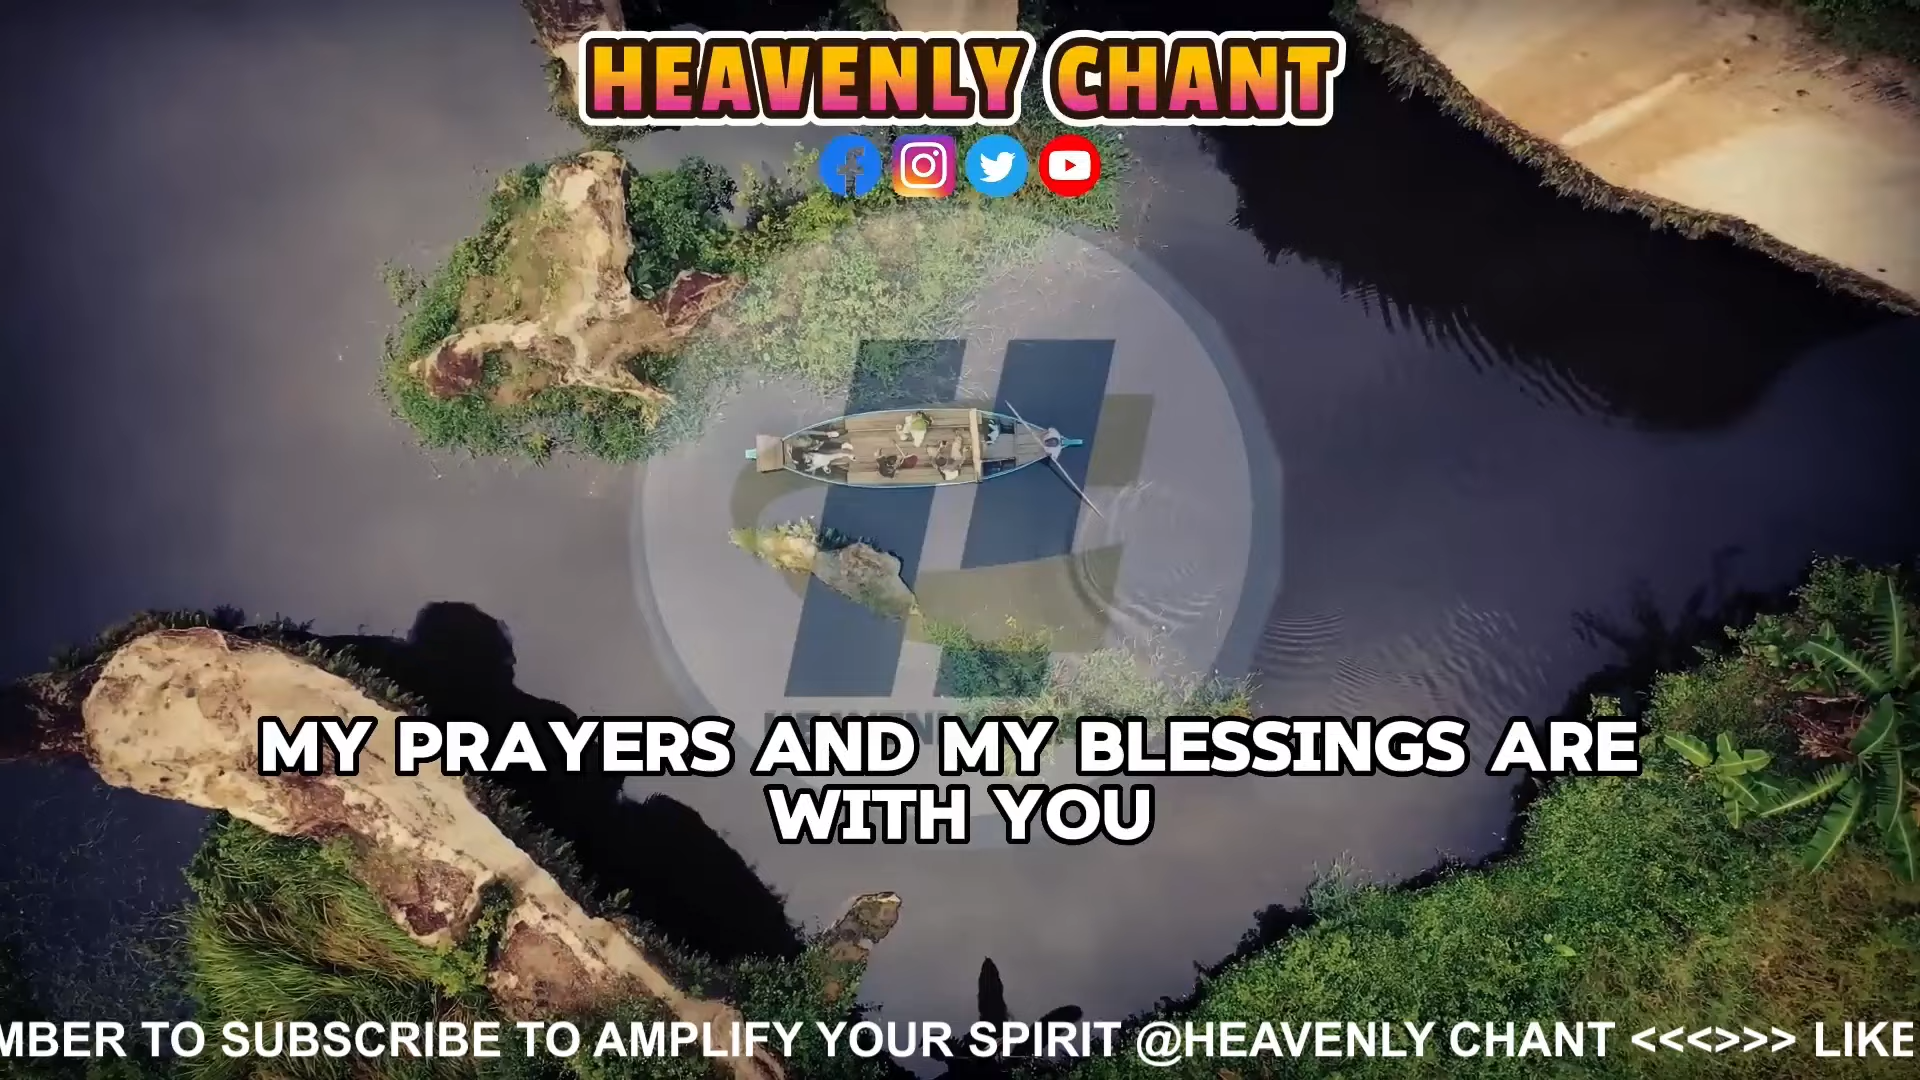 HEAVENLY CHANT
MY PRAYERS AND MY BLESSINGS ARE
WITH YOU
MBER TO SUBSCRIBE TO AMPLIFY YOUR SPIRIT @HEAVENLY CHANT <<<>>> LIKE